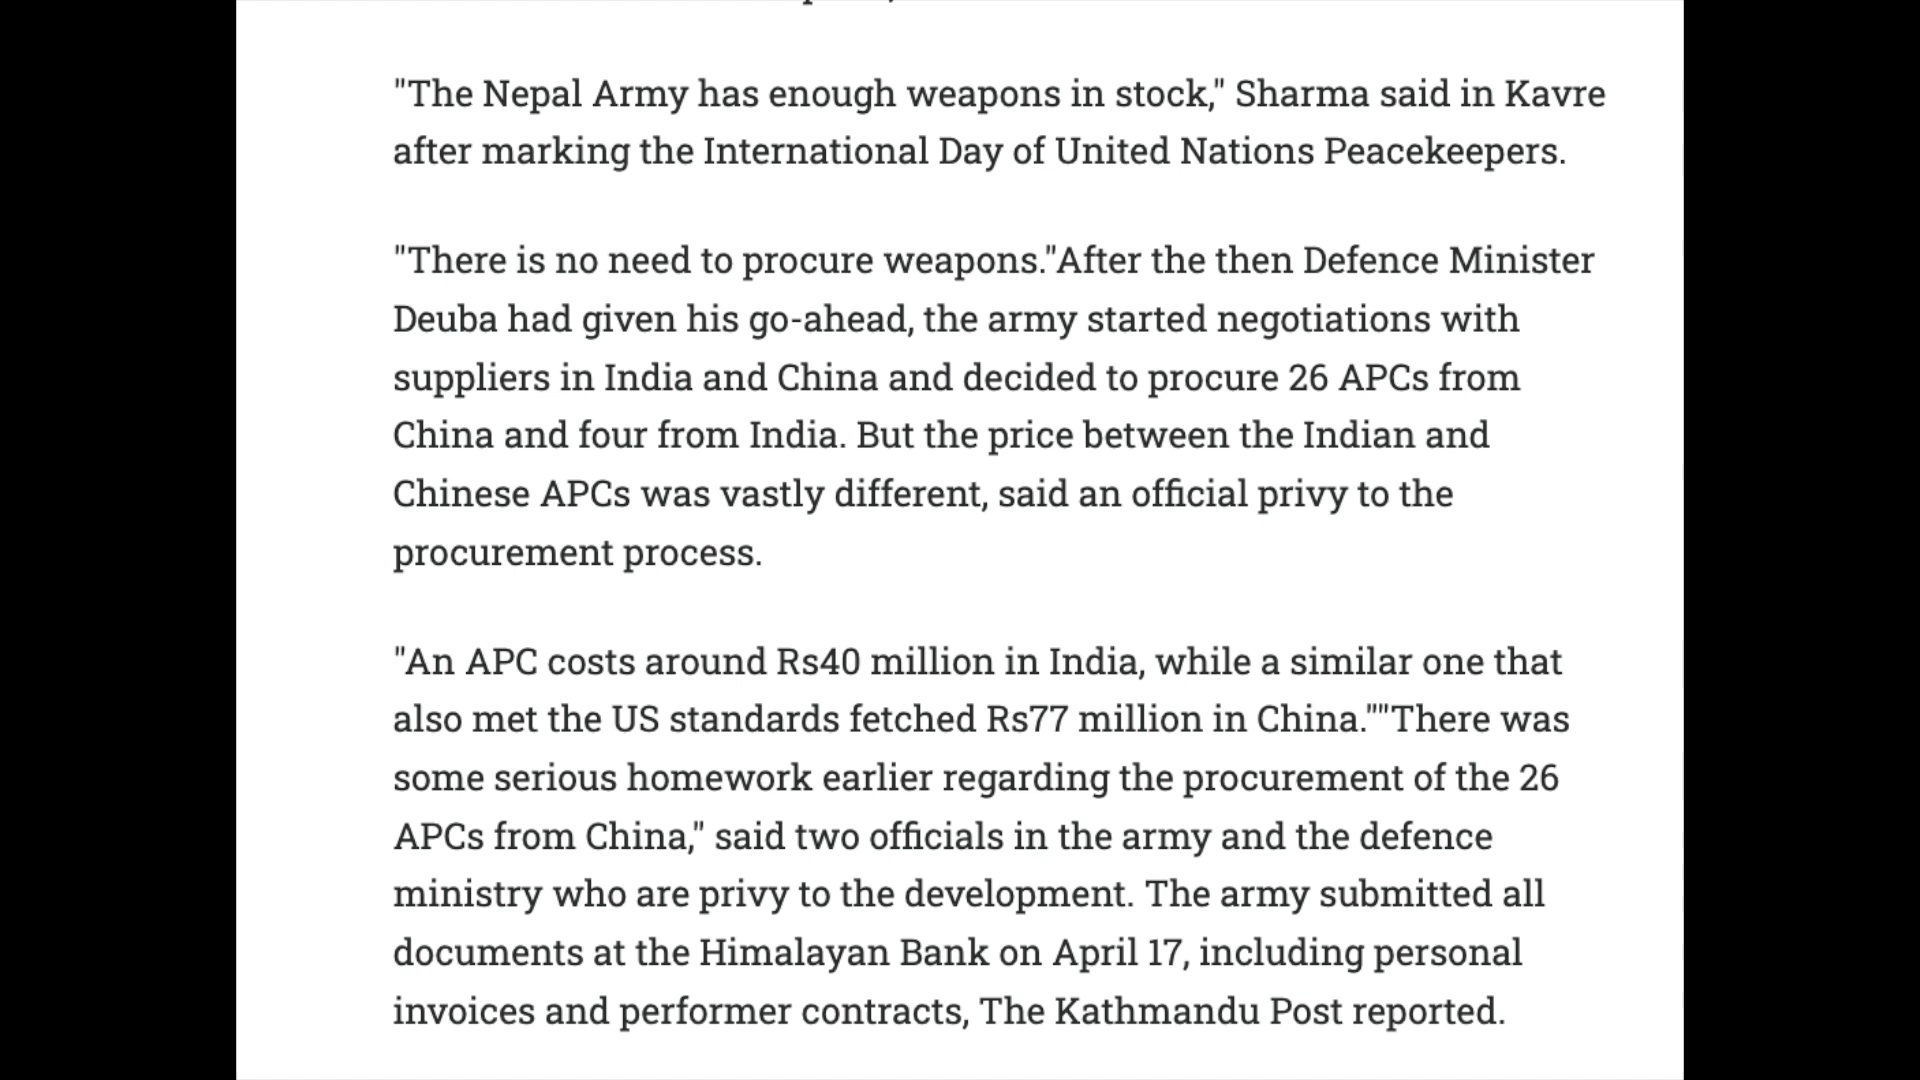 "The Nepal Army has enough weapons in stock," Sharma said in Kavre
after marking the International Day of United Nations Peacekeepers.
"There is no need to procure weapons."After the then Defence Minister
Deuba had given his go-ahead, the army started negotiations with
suppliers in India and China and decided to procure 26 APCs from
China and four from India. But the price between the Indian and
Chinese APCs was vastly different, said an official privy to the
procurement process.
"An APC costs around Rs40 million in India, while a similar one that
also met the US standards fetched Rs77 million in China.""There was
some serious homework earlier regarding the procurement of the 26
APCs from China," said two officials in the army and the defence
ministry who are privy to the development. The army submitted all
documents at the Himalayan Bank on April 17, including personal
invoices and performer contracts, The Kathmandu Post reported.